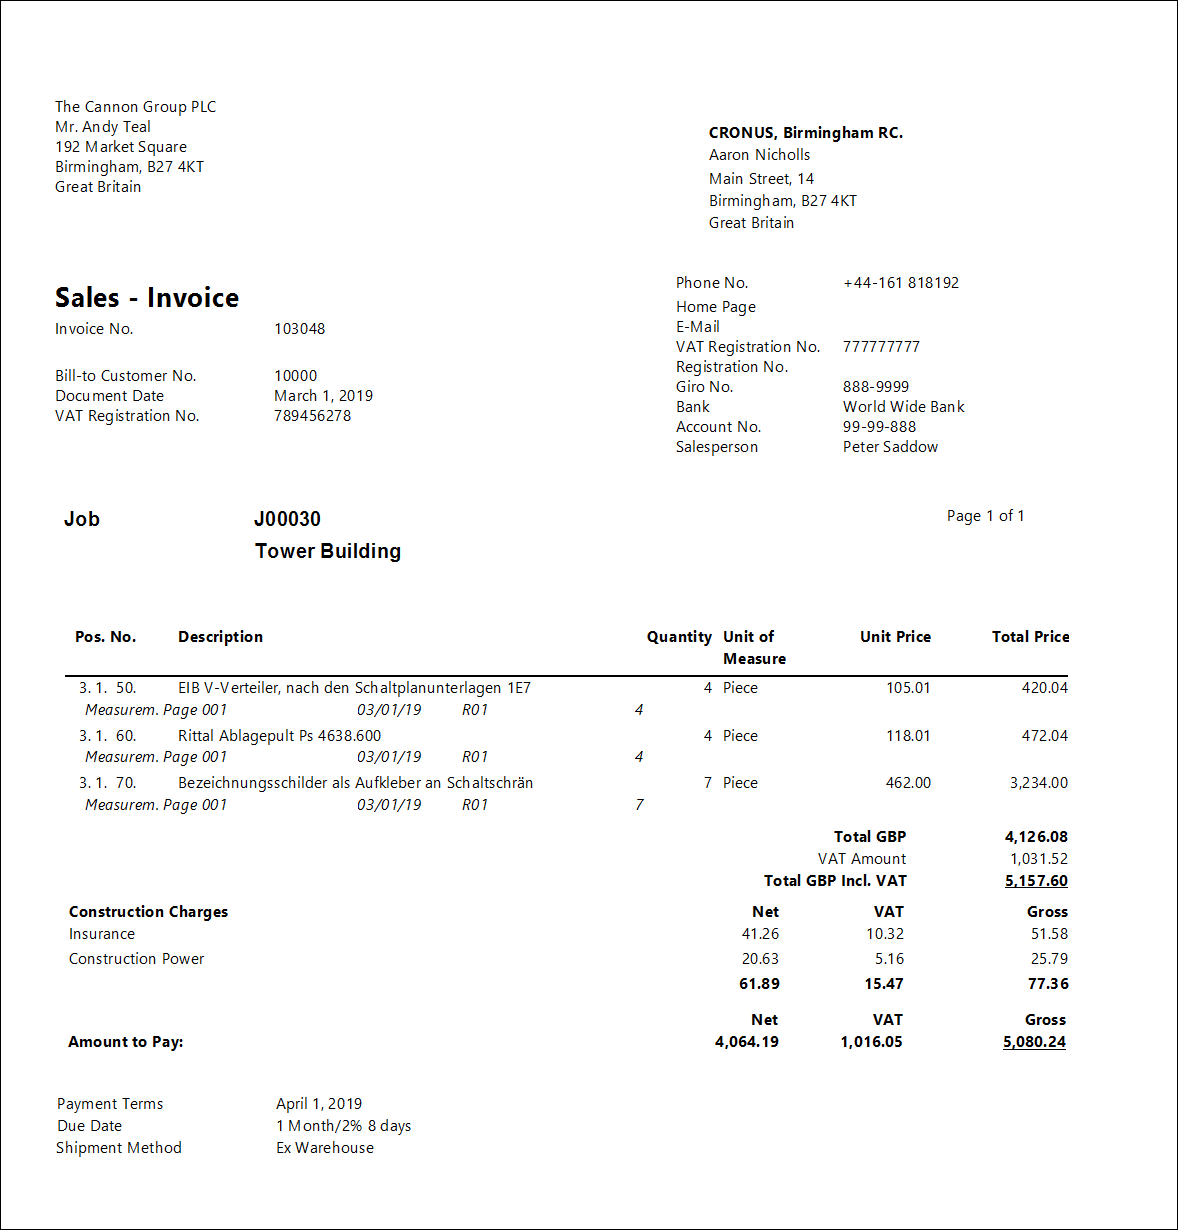 The Cannon Group PLC
Mr. Andy Teal
192 Market Square
Birmingham, B27 4KT
Great Britain
CRONUS, Birmingham RC.
Aaron Nicholls
Main Street, 14
Birmingham, B27 4KT
Great Britain
Sales - Invoice
Invoice No. 103048
Bill-to Customer No. 10000
Document Date March 1, 2019
VAT Registration No. 789456278
Phone No. +44-161 818192
Home Page
E-Mail
VAT Registration No. 777777777
Registration No.
Giro No. 888-9999
Bank World Wide Bank
Account No. 99-99-888
Salesperson Peter Saddow
Job J00030
Tower Building
Page 1 of 1
Pos. No. Description Quantity Unit of Measure Unit Price Total Price
3. 1. 50. EIB V-Verteiler, nach den Schaltplanunterlagen 1E7 4 Piece 105.01 420.04
Measurem. Page 001 03/01/19 R01 4
3. 1. 60. Rittal Ablagepult Ps 4638.600 4 Piece 118.01 472.04
Measurem. Page 001 03/01/19 R01 4
3. 1. 70. Bezeichnungsschilder als Aufkleber an Schaltschrän 7 Piece 462.00 3,234.00
Measurem. Page 001 03/01/19 R01 7
Total GBP 4,126.08
VAT Amount 1,031.52
Total GBP Incl. VAT 5,157.60
Construction Charges Net VAT Gross
Insurance 41.26 10.32 51.58
Construction Power 20.63 5.16 25.79
61.89 15.47 77.36
Net VAT Gross
Amount to Pay: 4,064.19 1,016.05 5,080.24
Payment Terms April 1, 2019
Due Date 1 Month/2% 8 days
Shipment Method Ex Warehouse